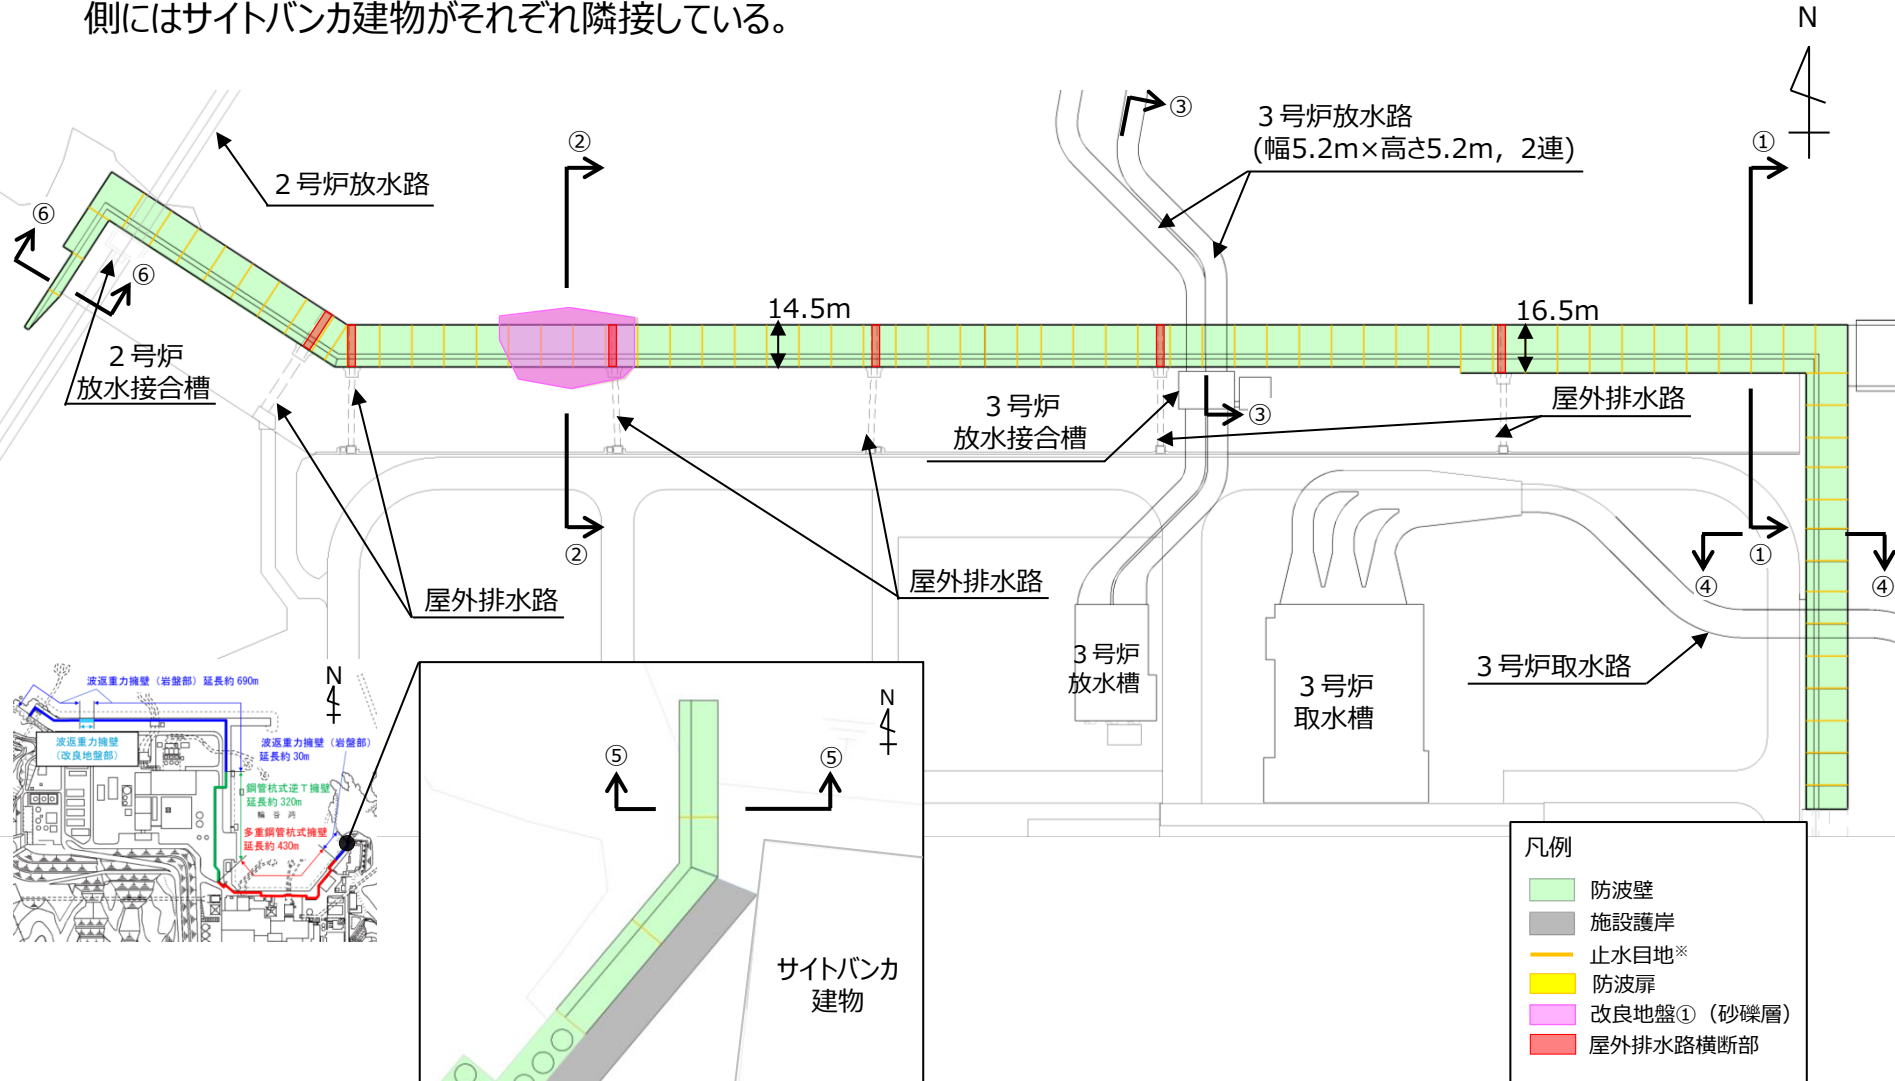 側にはサイトバンカ建物がそれぞれ隣接している。
N
③
3号炉放水路
(幅5.2m×高さ5.2m，2連)
②
①
2号炉放水路
⑥
⑥
14.5m
16.5m
2号炉
放水接合槽
3号炉
放水接合槽
③
屋外排水路
②
①
④
④
屋外排水路
屋外排水路
3号炉
放水槽
3号炉
取水槽
3号炉取水路
N
波返重力擁壁（岩盤部）延長約690m
波返重力擁壁
（改良地盤部）
波返重力擁壁（岩盤部）
延長約30m
鋼管杭式逆T擁壁
延長約320m
輪谷湾
多重鋼管杭式擁壁
延長約430m
N
⑤
⑤
サイトバンカ
建物
凡例
防波壁
施設護岸
止水目地※
防波扉
改良地盤①（砂礫層）
屋外排水路横断部